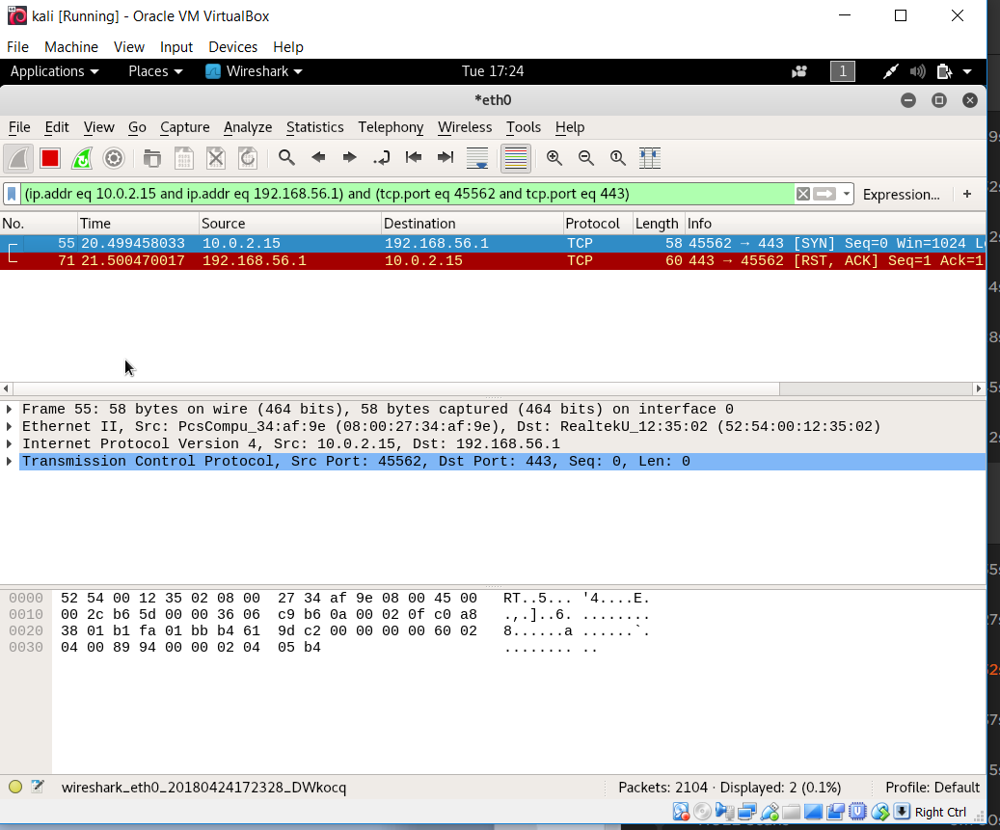 kali [Running] - Oracle VM VirtualBox
File Machine View Input Devices Help
Applications Places Wireshark Tue 17:24 1
*eth0
File Edit View Go Capture Analyze Statistics Telephony Wireless Tools Help
(ip.addr eq 10.0.2.15 and ip.addr eq 192.168.56.1) and (tcp.port eq 45562 and tcp.port eq 443) Expression... +
No. Time Source Destination Protocol Length Info
55 20.499458033 10.0.2.15 192.168.56.1 TCP 58 45562 → 443 [SYN] Seq=0 Win=1024
71 21.500470017 192.168.56.1 10.0.2.15 TCP 60 443 → 45562 [RST, ACK] Seq=1 Ack=1
Frame 55: 58 bytes on wire (464 bits), 58 bytes captured (464 bits) on interface 0
Ethernet II, Src: PcsCompu_34:af:9e (08:00:27:34:af:9e), Dst: RealtekU_12:35:02 (52:54:00:12:35:02)
Internet Protocol Version 4, Src: 10.0.2.15, Dst: 192.168.56.1
Transmission Control Protocol, Src Port: 45562, Dst Port: 443, Seq: 0, Len: 0
0000 52 54 00 12 35 02 08 00 27 34 af 9e 08 00 45 00 RT..5... '4....E.
0010 00 2c b6 5d 00 00 36 06 c9 b6 0a 00 02 0f c0 a8 .,.]..6. ........
0020 38 01 b1 fa 01 bb b4 61 9d c2 00 00 00 00 60 02 8......a ......`.
0030 04 00 89 94 00 00 02 04 05 b4 ........ ..
wireshark_eth0_20180424172328_DWkocq Packets: 2104 · Displayed: 2 (0.1%) Profile: Default
Right Ctrl